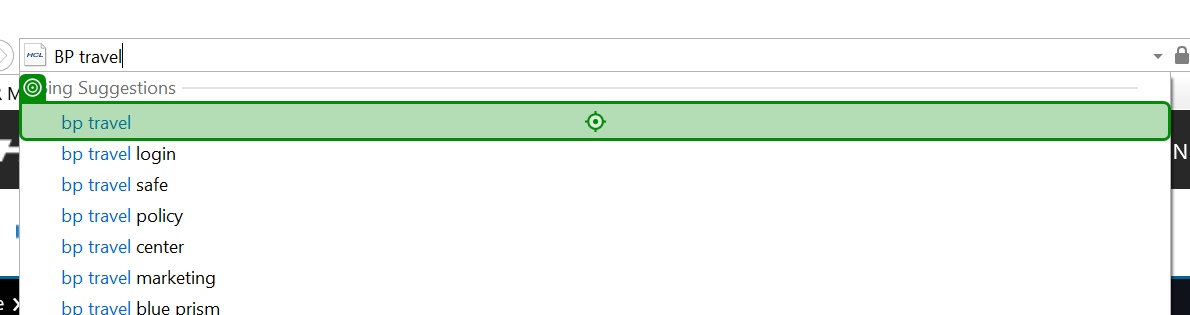 HCL BP travel
ing Suggestions
R M
bp travel
bp travel login
N
bp travel safe
bp travel policy
bp travel center
bp travel marketing
e
bp travel blue prism